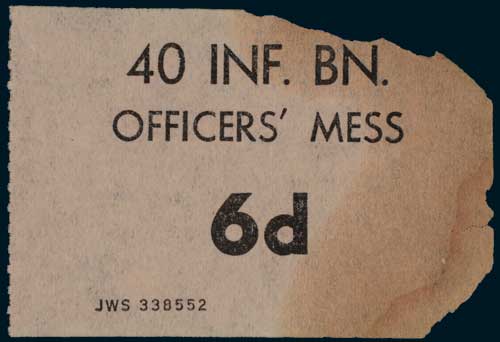 40 INF. BN.
OFFICERS' MESS
6d
JWS 338552